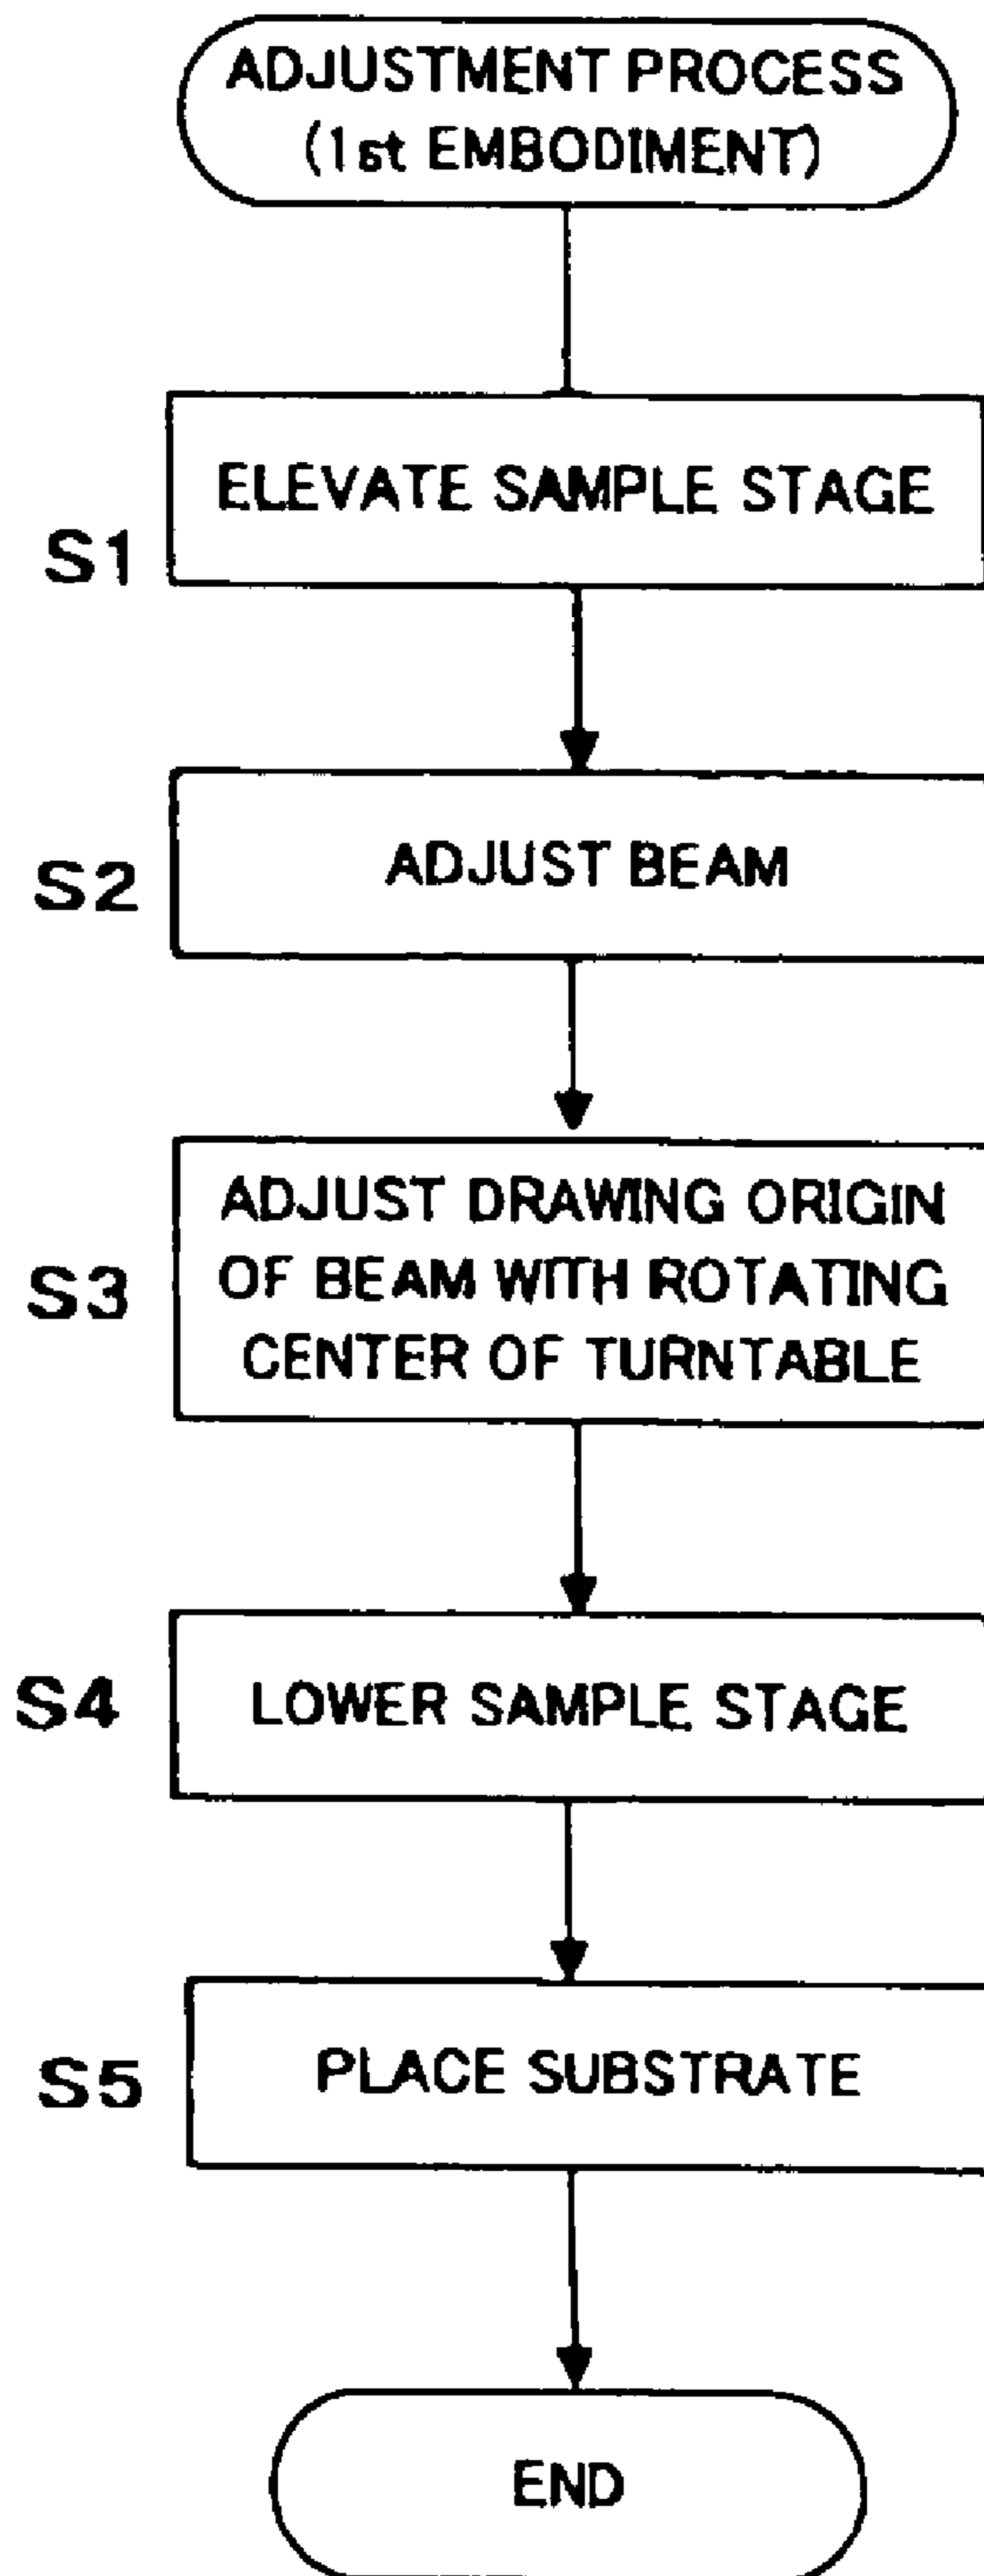 ADJUSTMENT PROCESS
(1st EMBODIMENT)
ELEVATE SAMPLE STAGE
S1
ADJUST BEAM
S2
ADJUST DRAWING ORIGIN
OF BEAM WITH ROTATING
CENTER OF TURNTABLE
S3
LOWER SAMPLE STAGE
S4
PLACE SUBSTRATE
S5
END